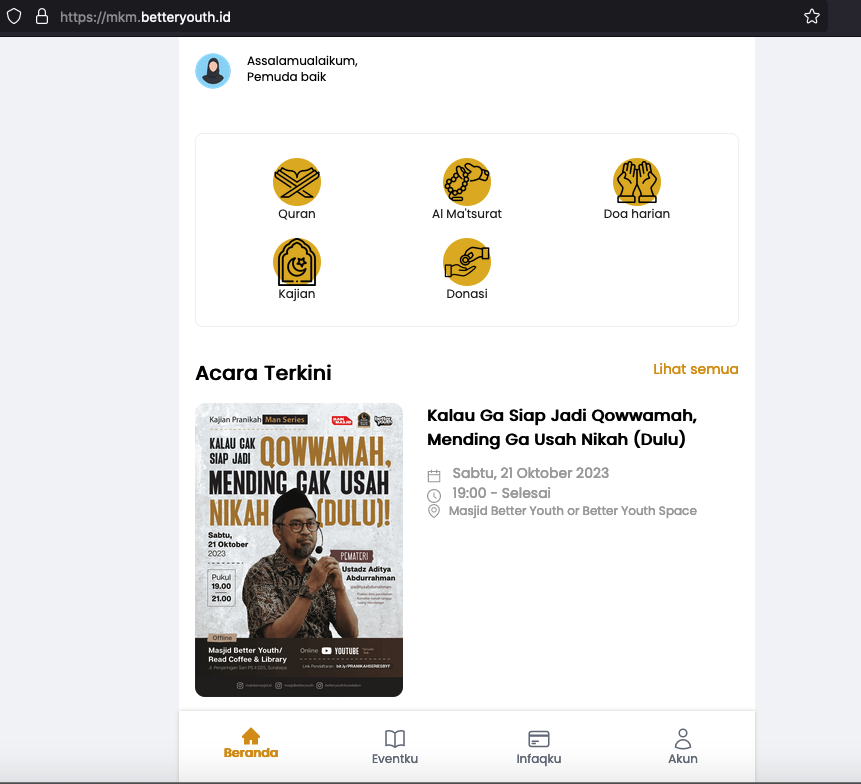 https://mkm.betteryouth.id
Assalamualaikum,
Pemuda baik
Quran
Al Ma'tsurat
Doa harian
Kajian
Donasi
Acara Terkini
Lihat semua
Kajian Pranikah Man Series
KALAU GAK
SIAP JADI
QOWWAMAH,
MENDING GAK USAH
NIKAH (DULU)!
Sabtu,
21 Oktober
2023
Pukul
19.00
21.00
PEMATERI
Ustadz Aditya
Abdurrahman
Offline
Masjid Better Youth/
Read Coffee & Library
Online
YOUTUBE
Kalau Ga Siap Jadi Qowwamah,
Mending Ga Usah Nikah (Dulu)
Sabtu, 21 Oktober 2023
19:00 - Selesai
Masjid Better Youth or Better Youth Space
Beranda
Eventku
Infaqku
Akun